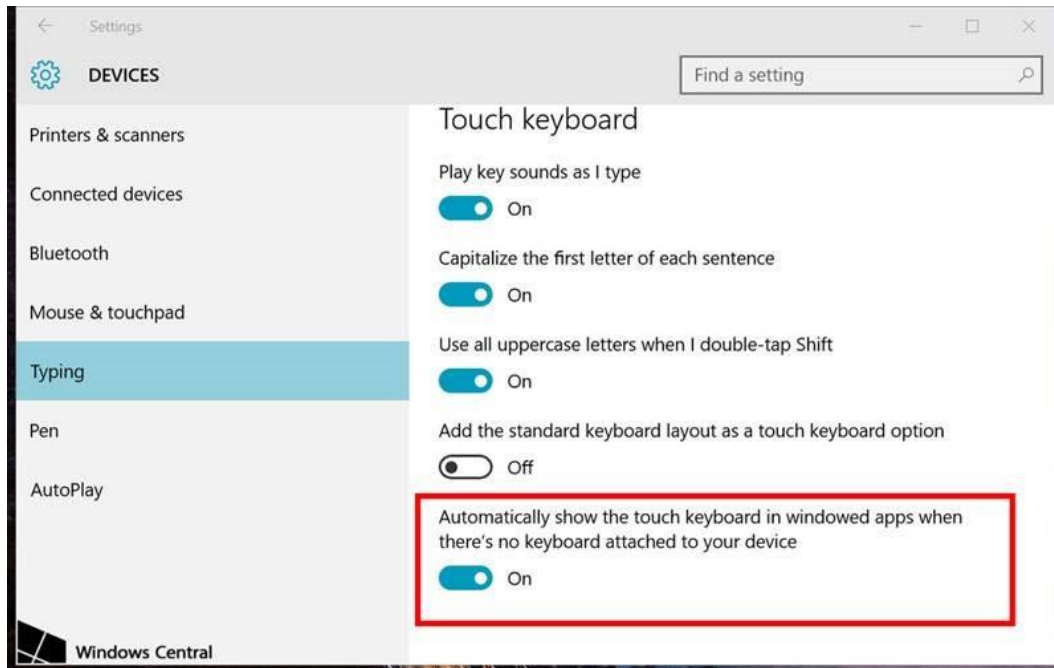 Settings
DEVICES
Find a setting
Printers & scanners
Connected devices
Bluetooth
Mouse & touchpad
Typing
Pen
AutoPlay
Touch keyboard
Play key sounds as I type
On
Capitalize the first letter of each sentence
On
Use all uppercase letters when I double-tap Shift
On
Add the standard keyboard layout as a touch keyboard option
Off
Automatically show the touch keyboard in windowed apps when
there's no keyboard attached to your device
On
Windows Central